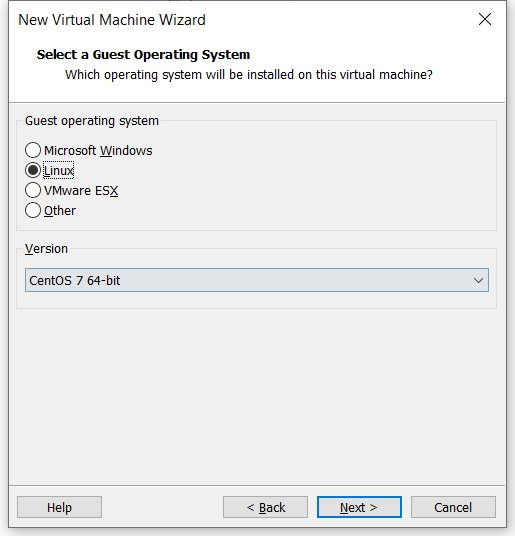 New Virtual Machine Wizard
Select a Guest Operating System
Which operating system will be installed on this virtual machine?
Guest operating system
Microsoft Windows
Linux
VMware ESX
Other
Version
CentOS 7 64-bit
Help
< Back
Next >
Cancel